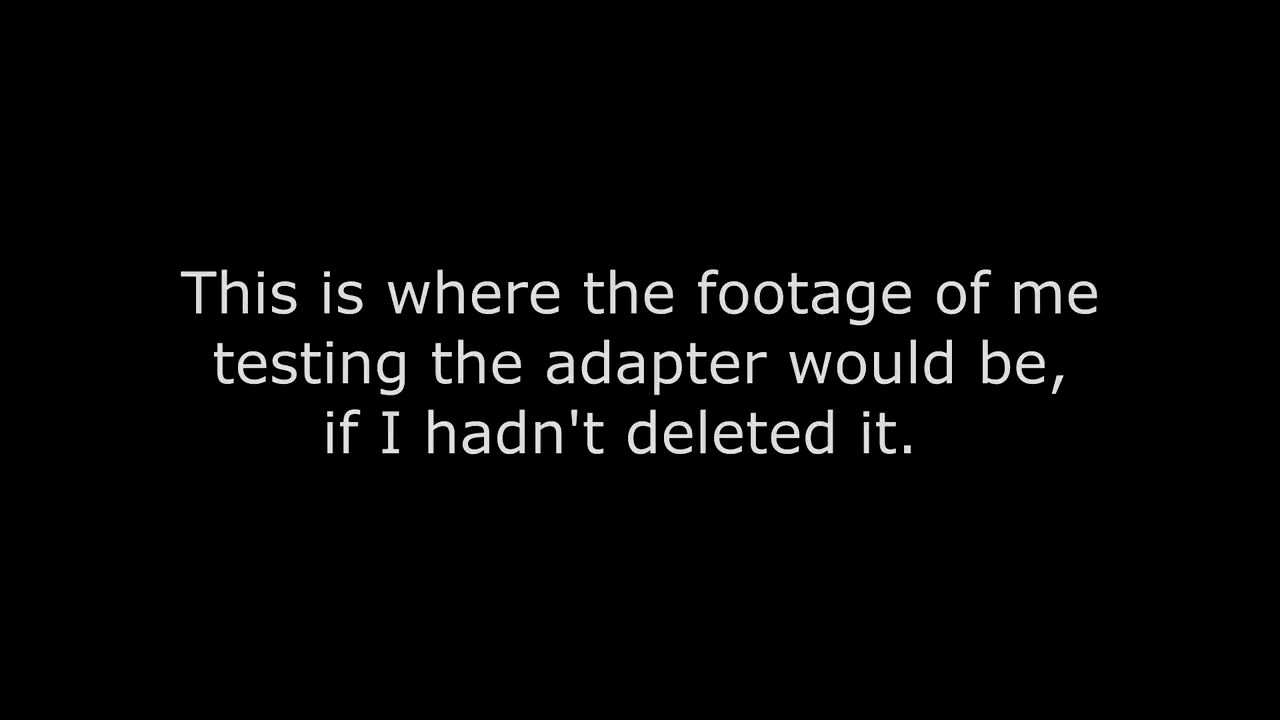 This is where the footage of me
testing the adapter would be,
if I hadn't deleted it.